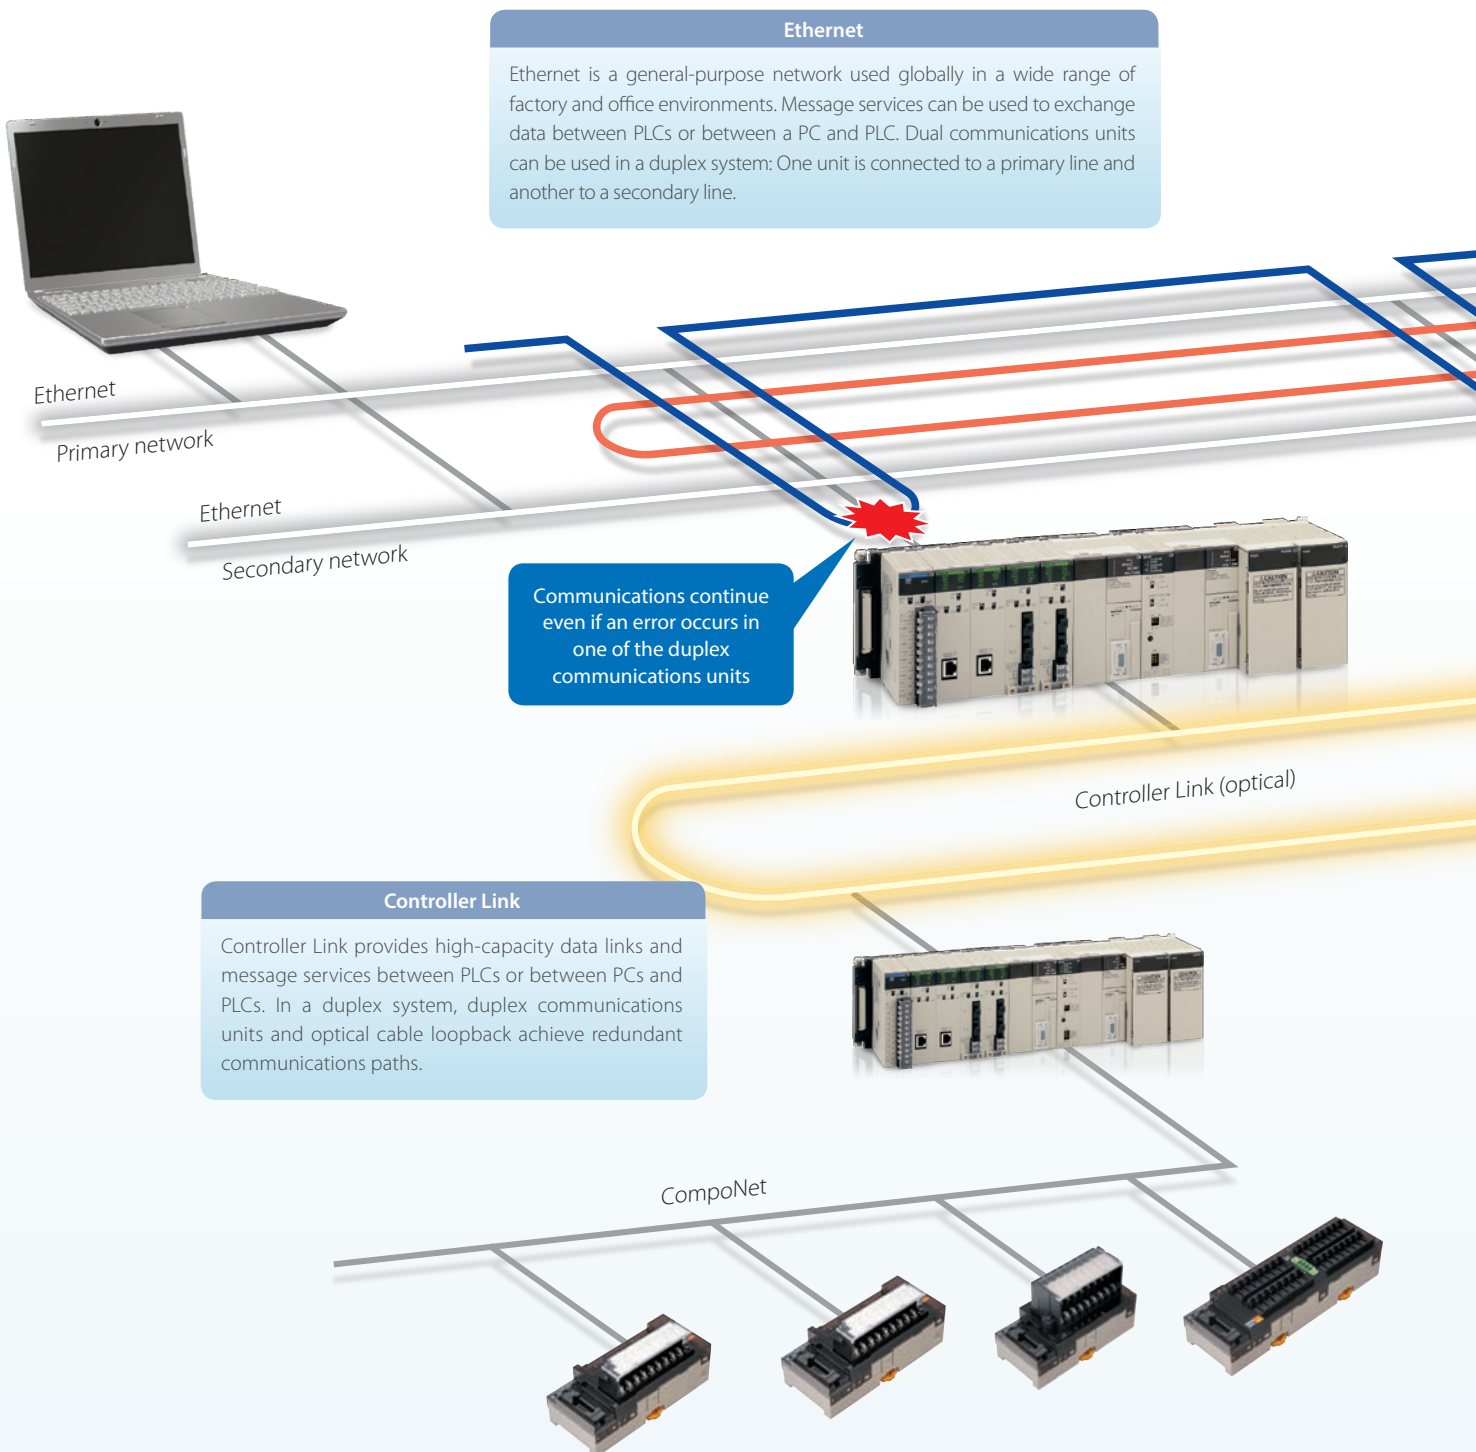 Ethernet
Ethernet is a general-purpose network used globally in a wide range of
factory and office environments. Message services can be used to exchange
data between PLCs or between a PC and PLC. Dual communications units
can be used in a duplex system: One unit is connected to a primary line and
another to a secondary line.
Ethernet
Primary network
Ethernet
Secondary network
Communications continue
even if an error occurs in
one of the duplex
communications units
Controller Link (optical)
Controller Link
Controller Link provides high-capacity data links and
message services between PLCs or between PCs and
PLCs. In a duplex system, duplex communications
units and optical cable loopback achieve redundant
communications paths.
CompoNet